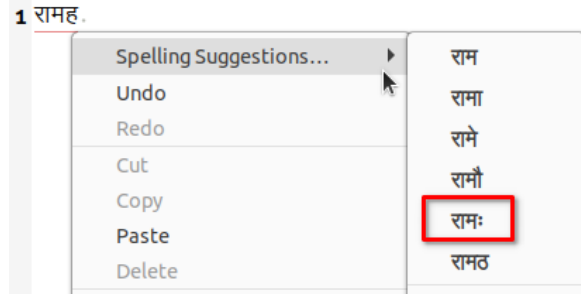 1 रामह.
Spelling Suggestions...
Undo
Redo
Cut
Copy
Paste
Delete
राम
रामा
रामे
रामौ
रामः
रामठ